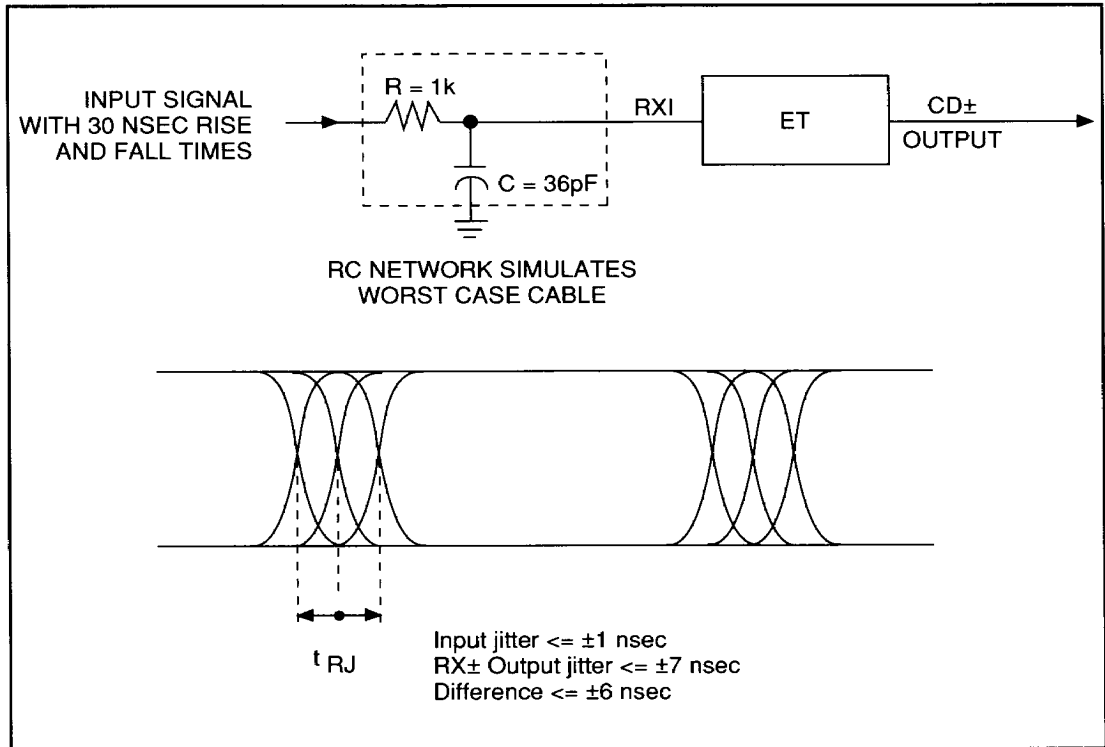 INPUT SIGNAL
WITH 30 NSEC RISE
AND FALL TIMES
R = 1k
C = 36pF
RXI
ET
CD±
OUTPUT
RC NETWORK SIMULATES
WORST CASE CABLE
t RJ
Input jitter <= ±1 nsec
RX± Output jitter <= ±7 nsec
Difference <= ±6 nsec